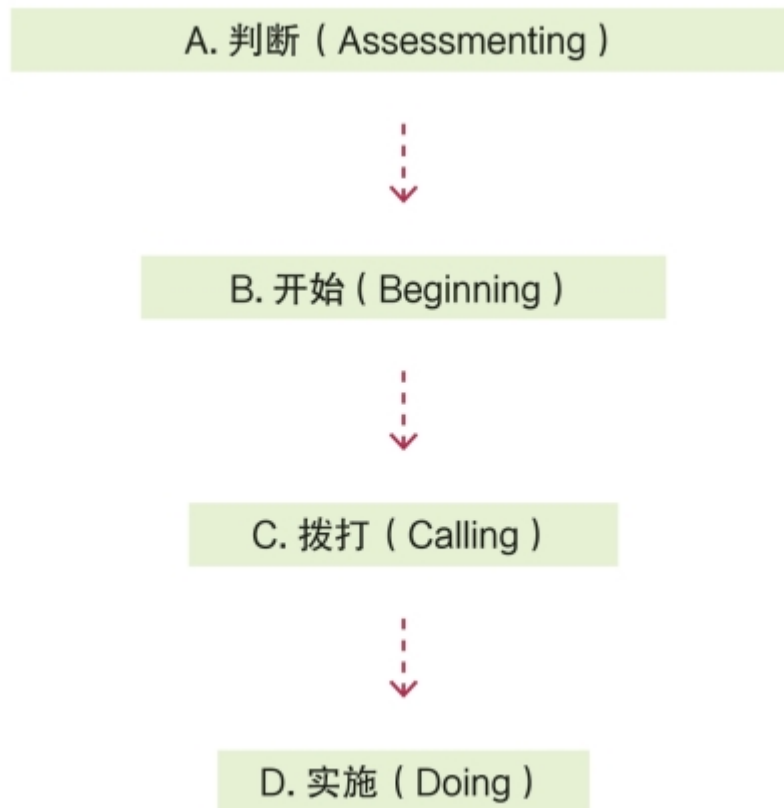 A. 判断（Assessmenting）
B. 开始（Beginning）
C. 拨打（Calling）
D. 实施（Doing）